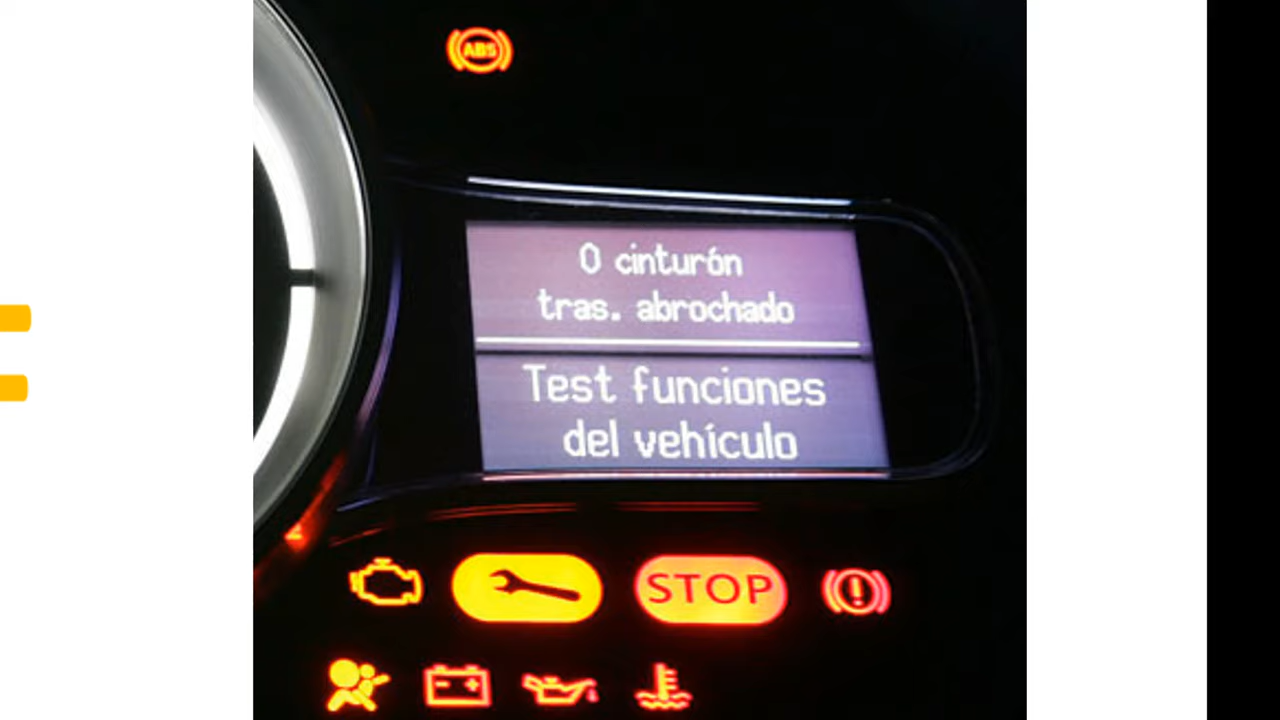 ABS
0 cinturón
tras. abrochado
Test funciones
del vehículo
STOP